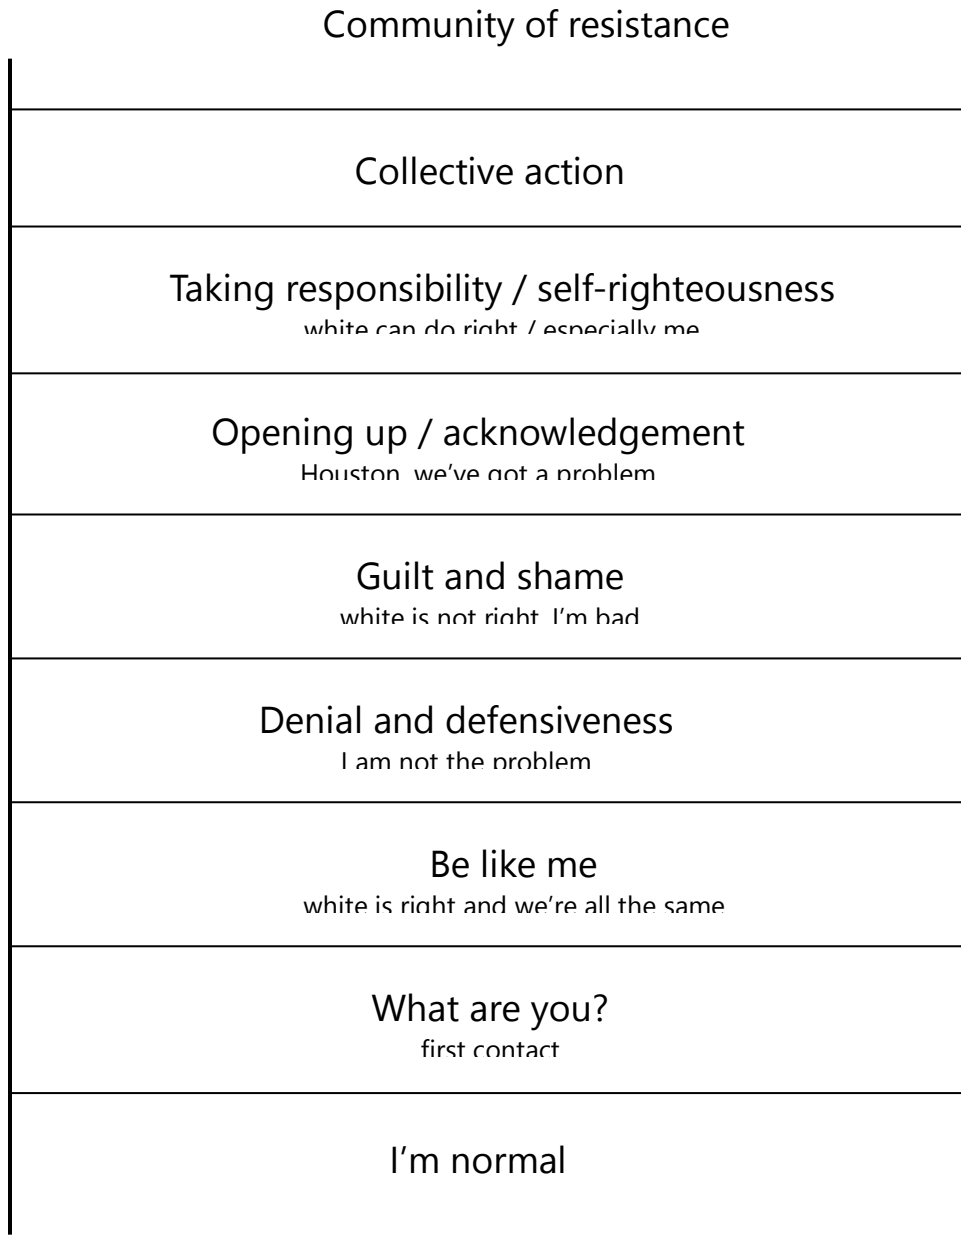 Community of resistance
Collective action
Taking responsibility / self-righteousness
white can do right / especially me
Opening up / acknowledgement
Houston, we’ve got a problem
Guilt and shame
white is not right, I’m bad
Denial and defensiveness
I am not the problem
Be like me
white is right and we’re all the same
What are you?
first contact
I’m normal